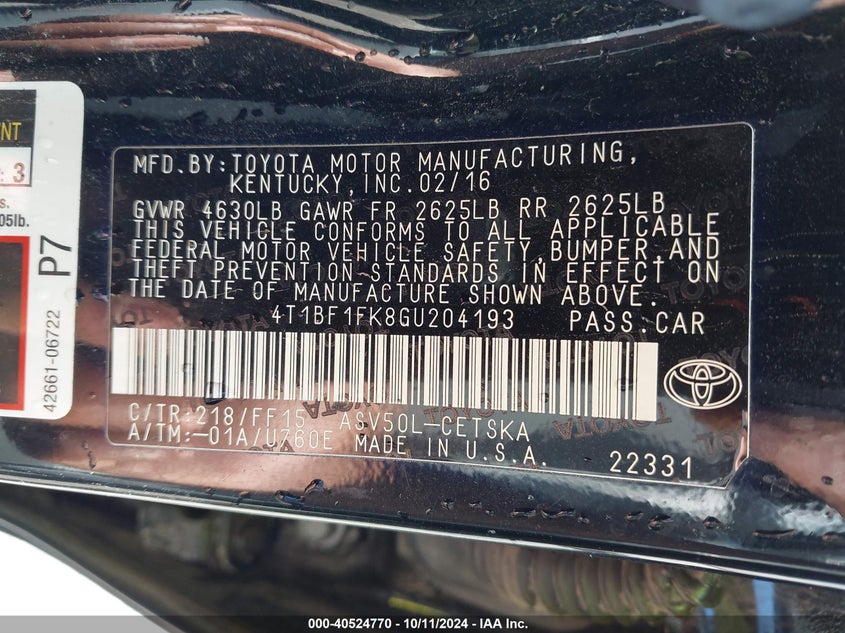 NT
: 3
s.
05lb.
P7
42661-06722
MFD.BY:TOYOTA MOTOR MANUFACTURING,
KENTUCKY,INC.02/16
GVWR 4630LB GAWR FR 2625LB RR 2625LB
THIS VEHICLE CONFORMS TO ALL APPLICABLE
FEDERAL MOTOR VEHICLE SAFETY,BUMPER,AND
THEFT PREVENTION STANDARDS IN EFFECT ON
THE DATE OF MANUFACTURE SHOWN ABOVE.
4T1BF1FK8GU204193 PASS.CAR
C/TR:218/FF15 ASV50L-CETSKA
A/TM:-01A/U760E MADE IN U.S.A.
22331
000-40524770 - 10/11/2024 - IAA Inc.